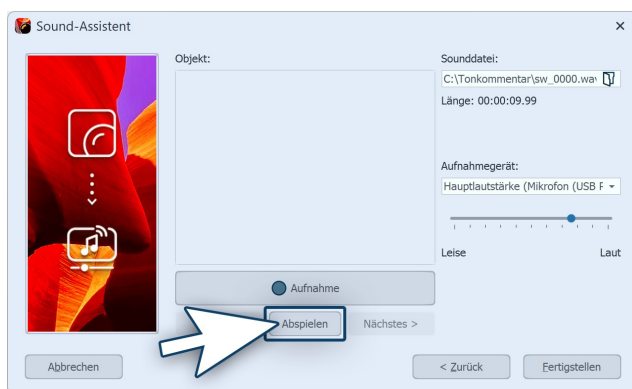 Sound-Assistent
Objekt:
Sounddatei:
C:\Tonkommentar\sw_0000.wav
Länge: 00:00:09.99
Aufnahmegerät:
Hauptlautstärke (Mikrofon (USB
Leise
Laut
Aufnahme
Abspielen
Nächstes >
Abbrechen
< Zurück
Fertigstellen